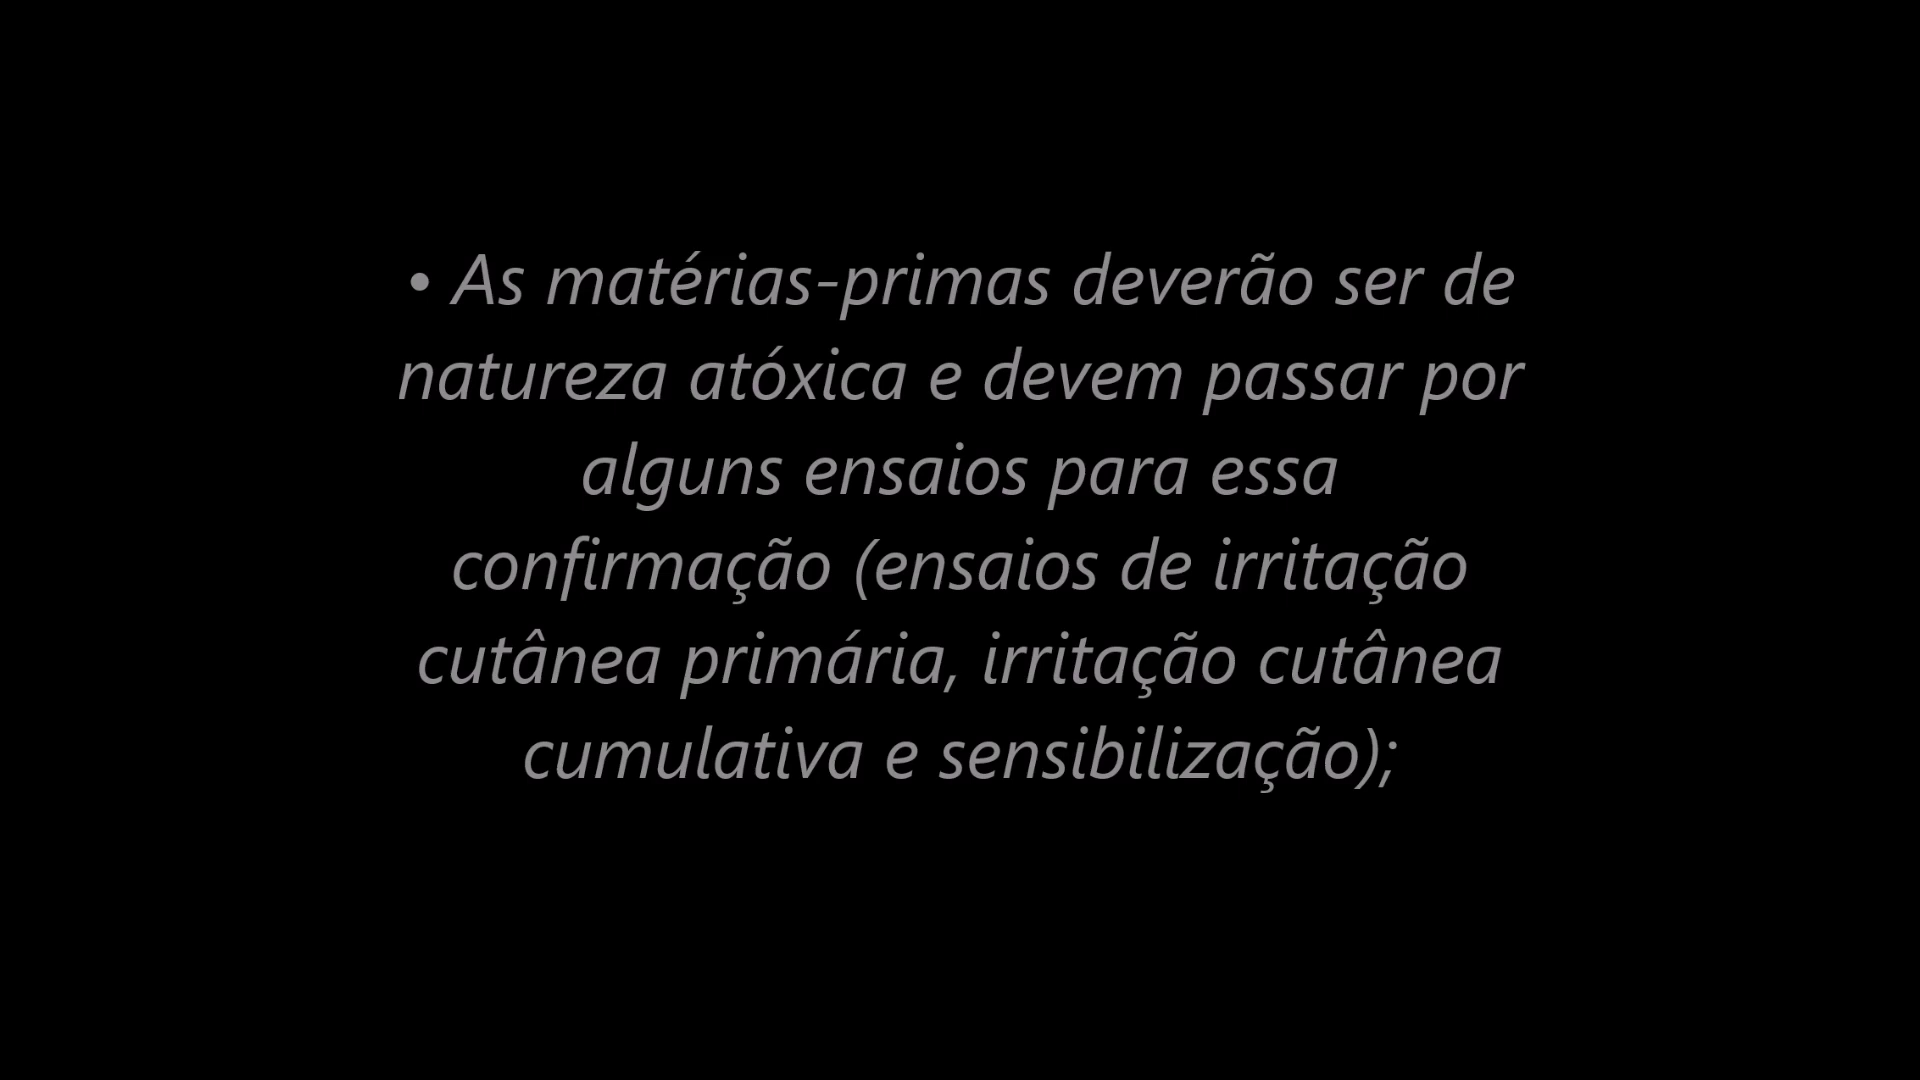 • As matérias-primas deverão ser de
natureza atóxica e devem passar por
alguns ensaios para essa
confirmação (ensaios de irritação
cutânea primária, irritação cutânea
cumulativa e sensibilização);